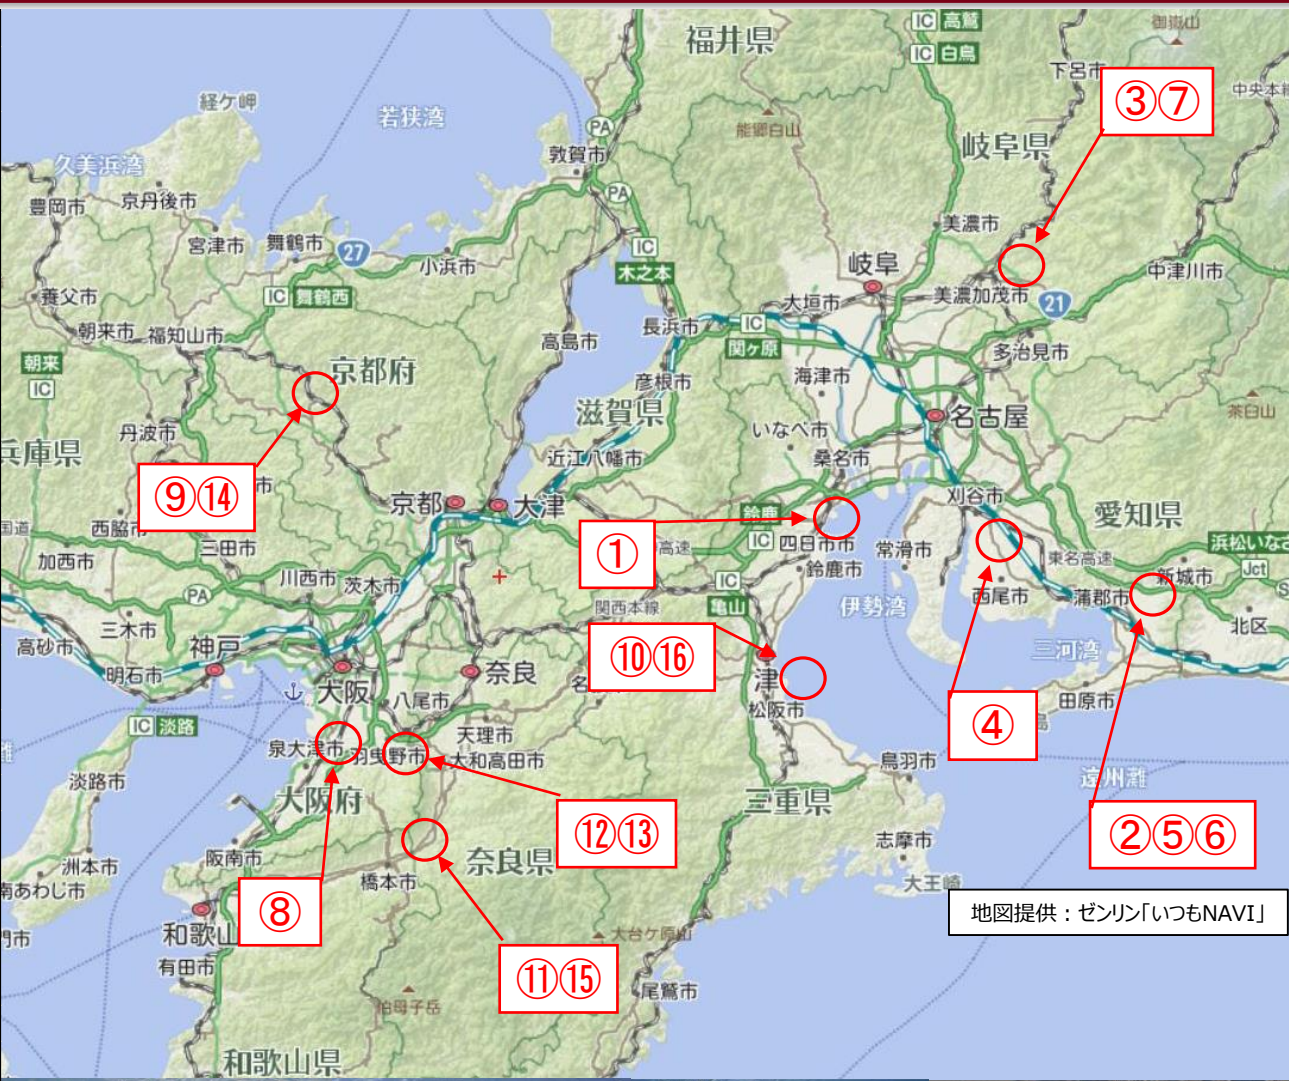 福井県
IC 高鷲
IC 白鳥
御嶽山
下呂市
中央本線
③⑦
経ケ岬
若狭湾
PA
能郷白山
岐阜県
敦賀市
久美浜湾
PA
豊岡市
京丹後市
美濃市
宮津市
舞鶴市
27
小浜市
IC
木之本
岐阜
中津川市
養父市
IC 舞鶴西
大垣市
美濃加茂市
21
朝来市
福知山市
高島市
長浜市
IC
関ヶ原
多治見市
朝来
IC
京都府
彦根市
海津市
茶臼山
滋賀県
名古屋
丹波市
いなべ市
兵庫県
近江八幡市
桑名市
⑨⑭
市
京都
大津
刈谷市
愛知県
国道
西脇市
鈴鹿
IC
四日市市
①
高速
常滑市
東名高速
浜松いなさ
三田市
加西市
川西市
茨木市
鈴鹿市
新城市
Jct
PA
IC
亀山
西尾市
蒲郡市
関西本線
伊勢湾
三木市
北区
高砂市
神戸
⑩⑯
三河湾
明石市
大阪
奈良
津
田原市
八尾市
松阪市
④
IC 淡路
天理市
泉大津市
羽曳野市
大和高田市
鳥羽市
遠州灘
淡路市
大阪府
三重県
⑫⑬
②⑤⑥
阪南市
奈良県
志摩市
洲本市
橋本市
大王崎
南あわじ市
⑧
地図提供：ゼンリン「いつもNAVI」
和歌山
大台ケ原山
門市
有田市
⑪⑮
尾鷲市
伯母子岳
和歌山県